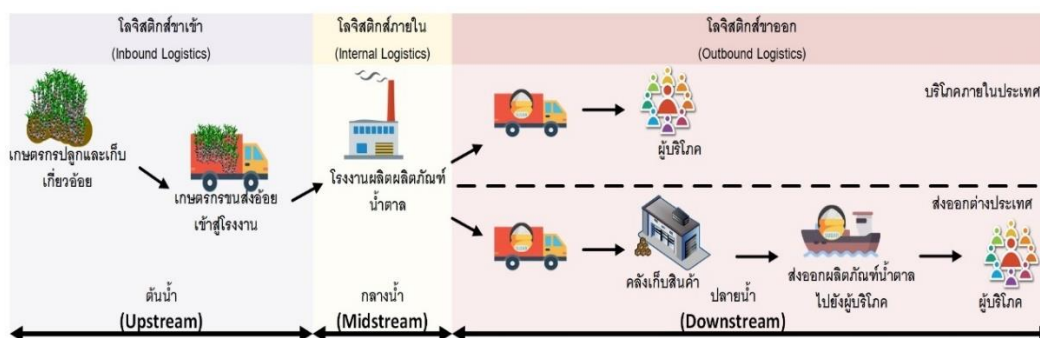 โลจิสติกส์ขาเข้า
(Inbound Logistics)
โลจิสติกส์ภายใน
(Internal Logistics)
โลจิสติกส์ขาออก
(Outbound Logistics)
เกษตรกรปลูกและเก็บ
เกี่ยวอ้อย
เกษตรกรขนส่งอ้อย
เข้าสู่โรงงาน
โรงงานผลิตผลิตภัณฑ์
น้ำตาล
ผู้บริโภค
บริโภคภายในประเทศ
ส่งออกต่างประเทศ
คลังเก็บสินค้า
ส่งออกผลิตภัณฑ์น้ำตาล
ไปยังผู้บริโภค
ผู้บริโภค
ต้นน้ำ
(Upstream)
กลางน้ำ
(Midstream)
ปลายน้ำ
(Downstream)